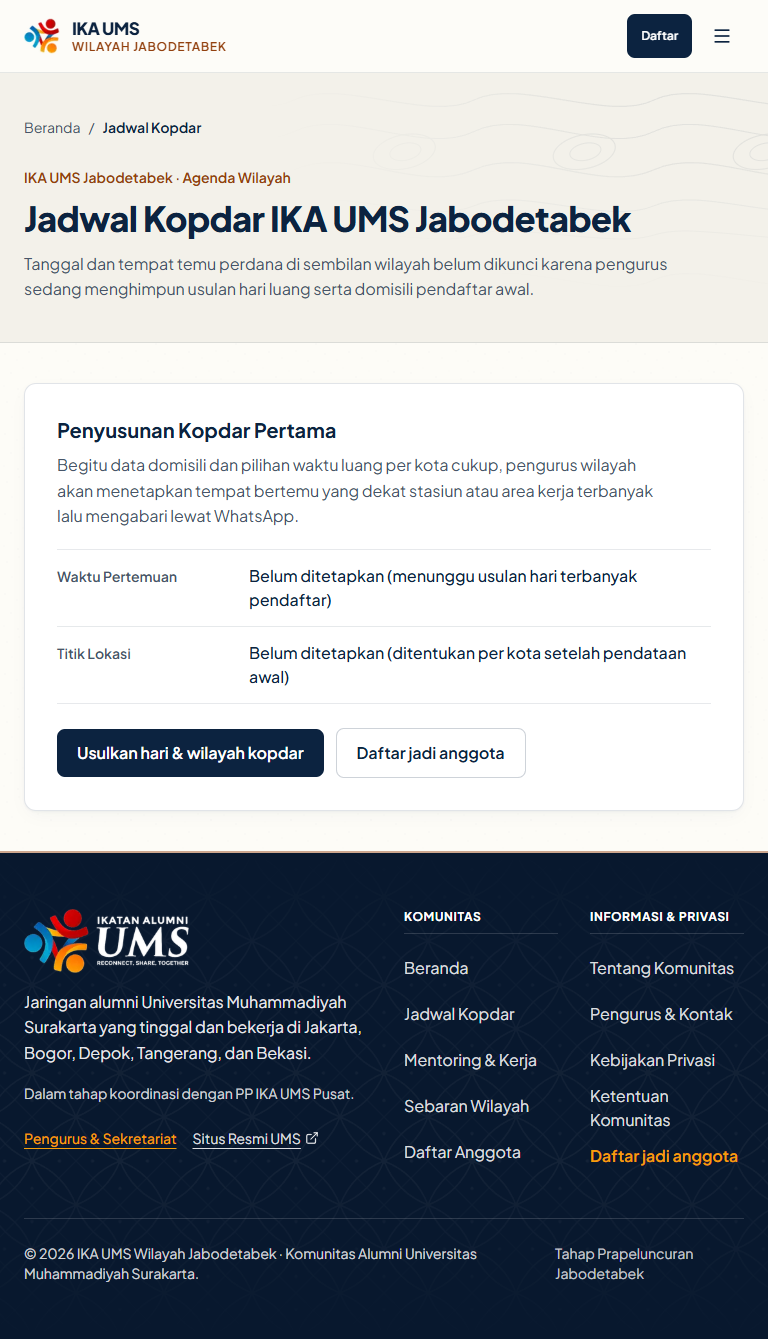 IKA UMS
WILAYAH JABODETABEK
Daftar
Beranda / Jadwal Kopdar
IKA UMS Jabodetabek · Agenda Wilayah
Jadwal Kopdar IKA UMS Jabodetabek
Tanggal dan tempat temu perdana di sembilan wilayah belum dikunci karena pengurus
sedang menghimpun usulan hari luang serta domisili pendaftar awal.
Penyusunan Kopdar Pertama
Begitu data domisili dan pilihan waktu luang per kota cukup, pengurus wilayah
akan menetapkan tempat bertemu yang dekat stasiun atau area kerja terbanyak
lalu mengabari lewat WhatsApp.
Waktu Pertemuan
Belum ditetapkan (menunggu usulan hari terbanyak
pendaftar)
Titik Lokasi
Belum ditetapkan (ditentukan per kota setelah pendataan
awal)
Usulkan hari & wilayah kopdar
Daftar jadi anggota
IKATAN ALUMNI
UMS
RECONNECT, SHARE, TOGETHER
Jaringan alumni Universitas Muhammadiyah
Surakarta yang tinggal dan bekerja di Jakarta,
Bogor, Depok, Tangerang, dan Bekasi.
Dalam tahap koordinasi dengan PP IKA UMS Pusat.
Pengurus & Sekretariat
Situs Resmi UMS
KOMUNITAS
Beranda
Jadwal Kopdar
Mentoring & Kerja
Sebaran Wilayah
Daftar Anggota
INFORMASI & PRIVASI
Tentang Komunitas
Pengurus & Kontak
Kebijakan Privasi
Ketentuan
Komunitas
Daftar jadi anggota
© 2026 IKA UMS Wilayah Jabodetabek · Komunitas Alumni Universitas
Muhammadiyah Surakarta.
Tahap Prapeluncuran
Jabodetabek